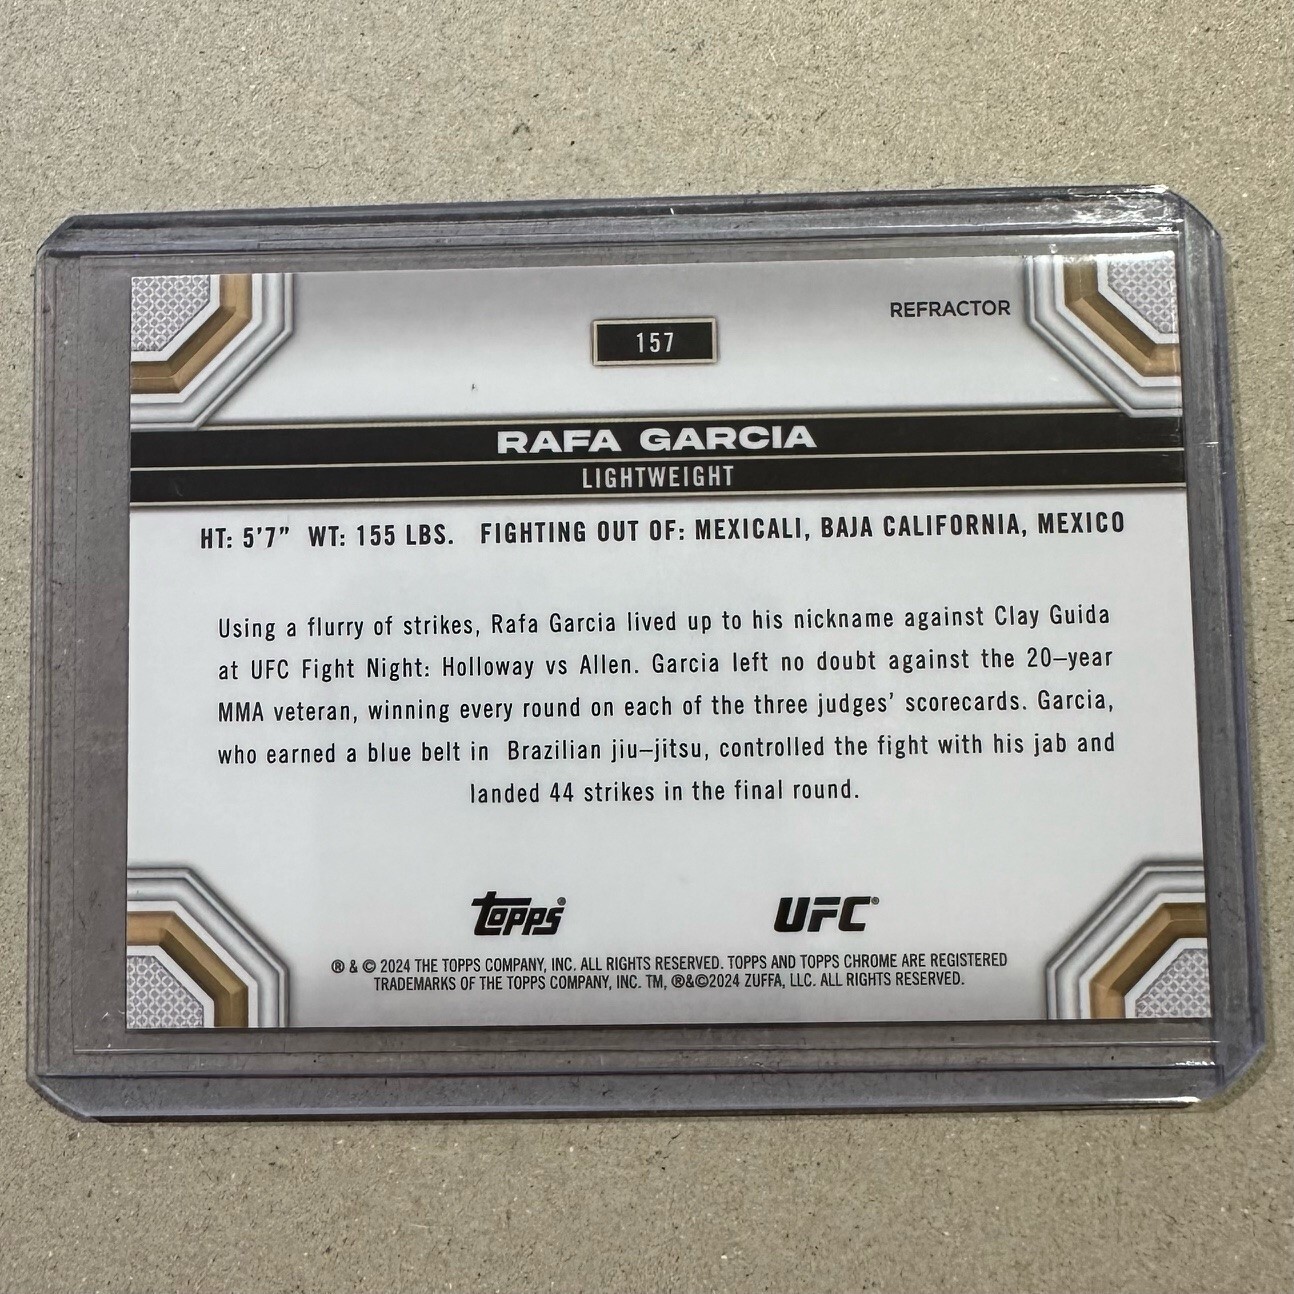 REFRACTOR
157
RAFA GARCIA
LIGHTWEIGHT
HT: 5'7" WT: 155 LBS. FIGHTING OUT OF: MEXICALI, BAJA CALIFORNIA, MEXICO
Using a flurry of strikes, Rafa Garcia lived up to his nickname against Clay Guida
at UFC Fight Night: Holloway vs Allen. Garcia left no doubt against the 20–year
MMA veteran, winning every round on each of the three judges' scorecards. Garcia,
who earned a blue belt in Brazilian jiu–jitsu, controlled the fight with his jab and
landed 44 strikes in the final round.
topps® UFC®
® & © 2024 THE TOPPS COMPANY, INC. ALL RIGHTS RESERVED. TOPPS AND TOPPS CHROME ARE REGISTERED
TRADEMARKS OF THE TOPPS COMPANY, INC. TM, ®&©2024 ZUFFA, LLC. ALL RIGHTS RESERVED.